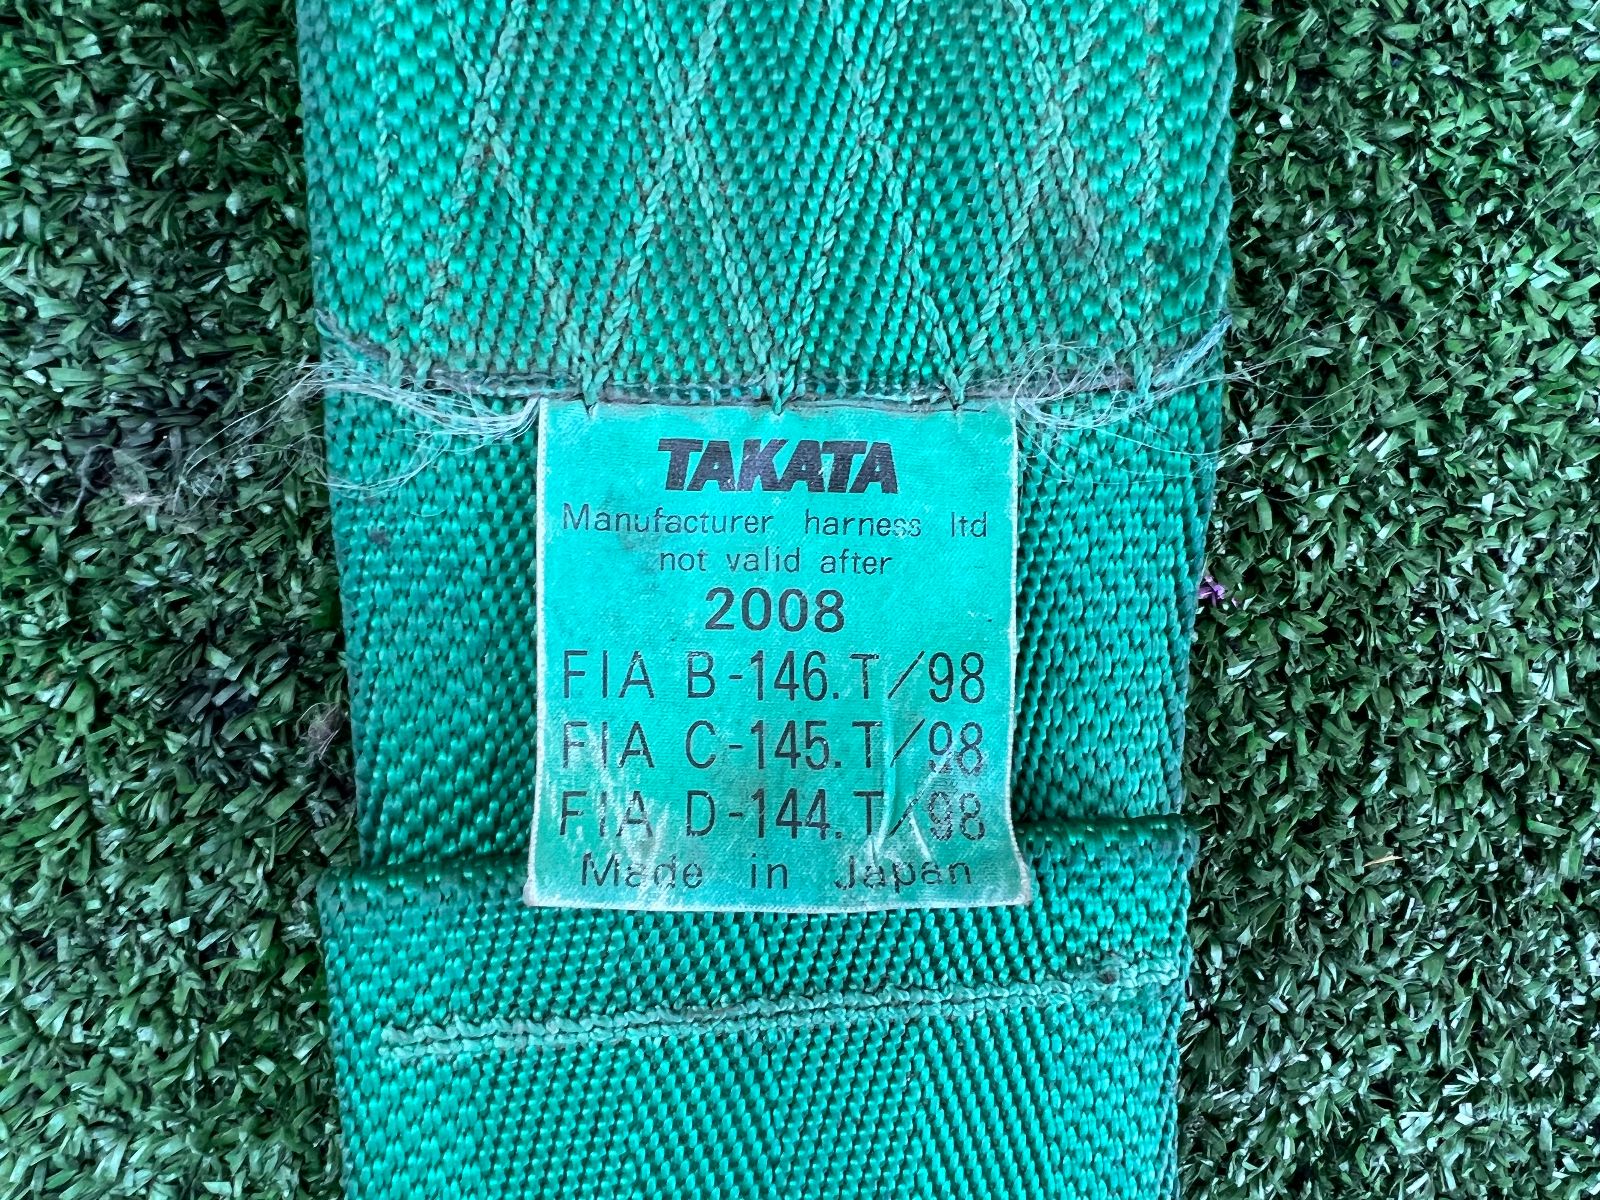 TAKATA
Manufacturer harness ltd
not valid after
2008
FIA B-146.T/98
FIA C-145.T/98
FIA D-144.T/98
Made in Japan